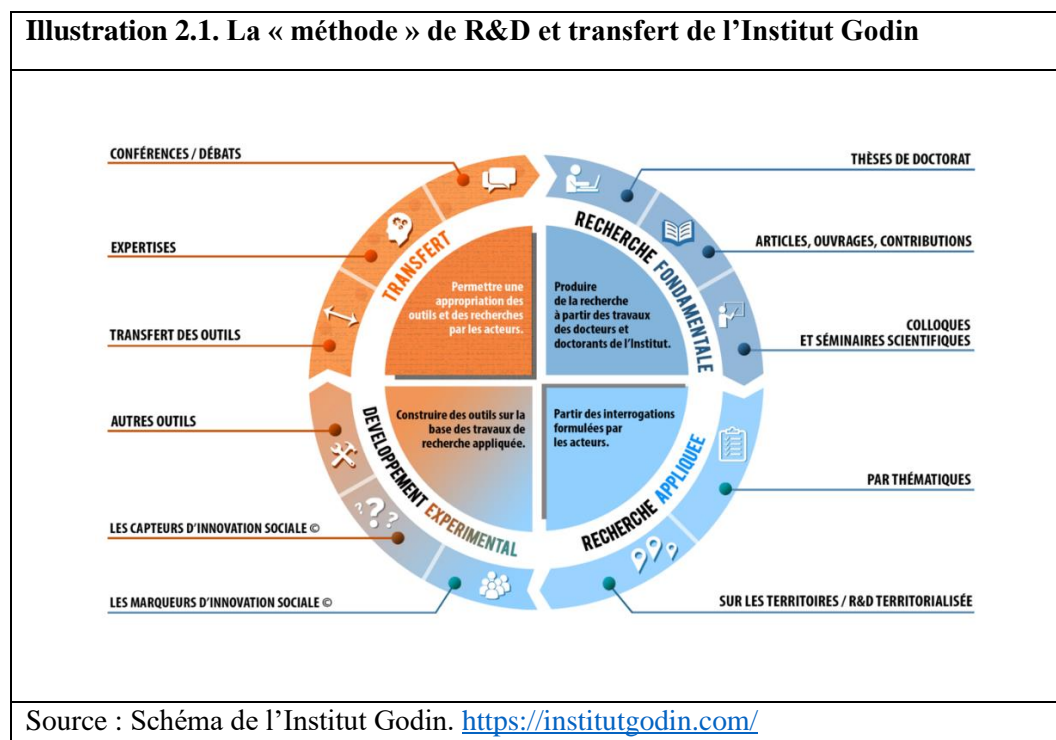 Illustration 2.1. La « méthode » de R&D et transfert de l’Institut Godin
CONFÉRENCES / DÉBATS
EXPERTISES
TRANSFERT DES OUTILS
AUTRES OUTILS
LES CAPTEURS D’INNOVATION SOCIALE ©
LES MARQUEURS D’INNOVATION SOCIALE ©
TRANSFERT
Permettre une
appropriation des
outils et des recherches
par les acteurs.
RECHERCHE FONDAMENTALE
Produire
de la recherche
à partir des travaux
des docteurs et
doctorants de l’Institut.
DEVELOPPEMENT EXPERIMENTAL
Construire des outils sur la
base des travaux de
recherche appliquée.
RECHERCHE APPLIQUEE
Partir des interrogations
formulées par
les acteurs.
???
THÈSES DE DOCTORAT
ARTICLES, OUVRAGES, CONTRIBUTIONS
COLLOQUES
ET SÉMINAIRES SCIENTIFIQUES
PAR THÉMATIQUES
SUR LES TERRITOIRES / R&D TERRITORIALISÉE
Source : Schéma de l’Institut Godin. https://institutgodin.com/